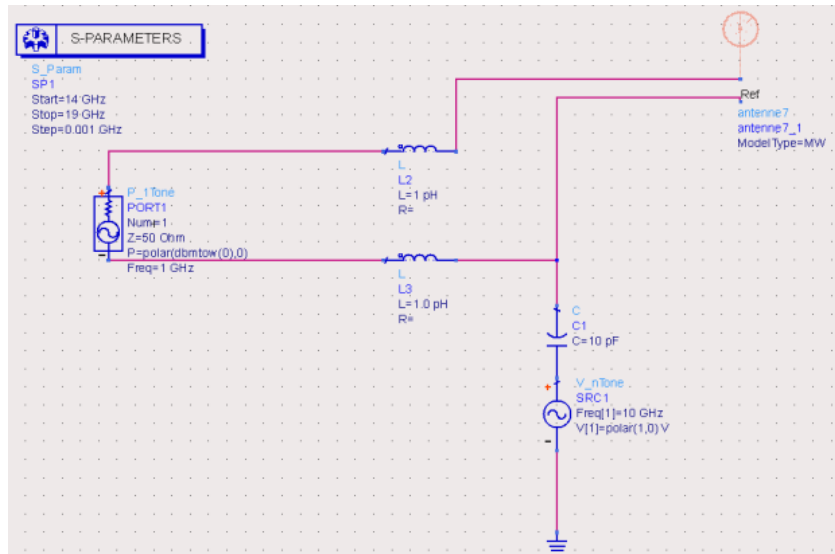 S-PARAMETERS
S_Param
SP1
Start=14 GHz
Stop=19 GHz
Step=0.001 GHz
Ref
antenne7
antenne7_1
ModelType=MW
L
L2
L=1 pH
R=
+
P_1Tone
PORT1
Num=1
Z=50 Ohm
P=polar(dbmtow(0),0)
Freq=1 GHz
-
L
L3
L=1.0 pH
R=
C
C1
C=10 pF
+
V_nTone
SRC1
Freq[1]=10 GHz
V[1]=polar(1,0) V
-